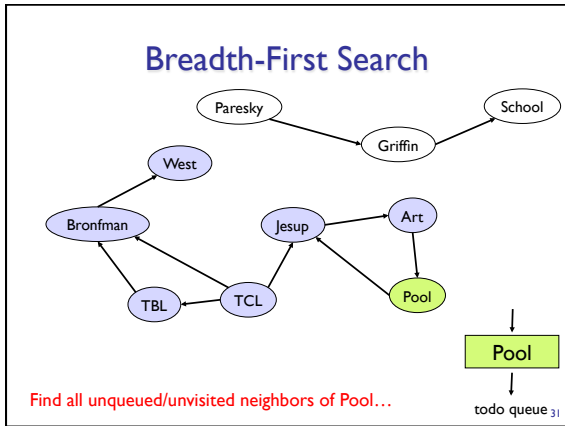 Breadth-First Search
Paresky
School
Griffin
West
Bronfman
Jesup
Art
TBL
TCL
Pool
Pool
Find all unqueued/unvisited neighbors of Pool…
todo queue
31